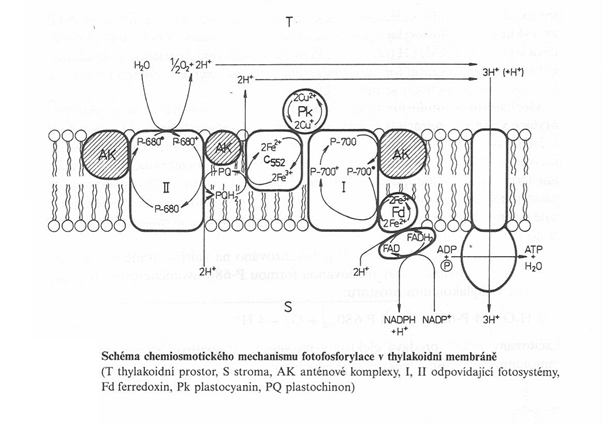 T
H₂O ½O₂+ 2H⁺
2H⁺ 3H⁺ (+H⁺)
2Cu²⁺
Pk
2Cu⁺
AK P-680* P-680⁺ AK 2Fe²⁺ P-700 AK
C₅₅₂
PQ 2Fe³⁺ P-700⁺ P-700*
II I
PQH₂ 2Fe³⁺
P-680 Fd
2Fe²⁺
FAD FADH₂ ADP ATP
2H⁺ 2H⁺ P + H₂O
S NADPH NADP⁺ 3H⁺
+H⁺
Schéma chemiosmotického mechanismu fotofosforylace v thylakoidní membráně
(T thylakoidní prostor, S stroma, AK anténové komplexy, I, II odpovídající fotosystémy,
Fd ferredoxin, Pk plastocyanin, PQ plastochinon)